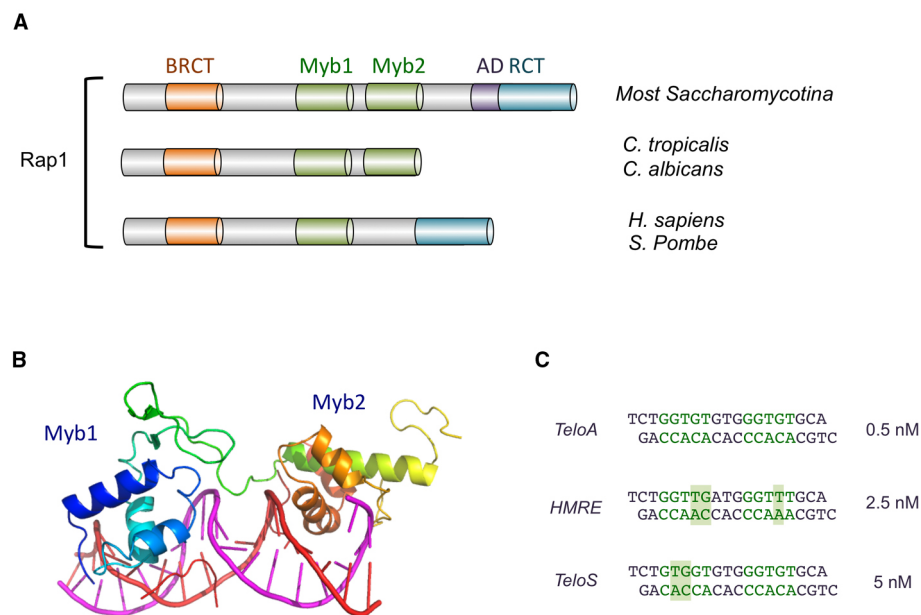 A
BRCT Myb1 Myb2 AD RCT
Most Saccharomycotina
Rap1
C. tropicalis
C. albicans
H. sapiens
S. Pombe
B
Myb1
Myb2
C
TeloA
TCTGGTGTGTGGGTGTGCA
GACCACACACCCACACGTC
0.5 nM
HMRE
TCTGGTTGATGGGTTTGCA
GACCAACCACCCAAACGTC
2.5 nM
TeloS
TCTGTGGTGTGGGTGTGCA
GACACCACACCCACACGTC
5 nM